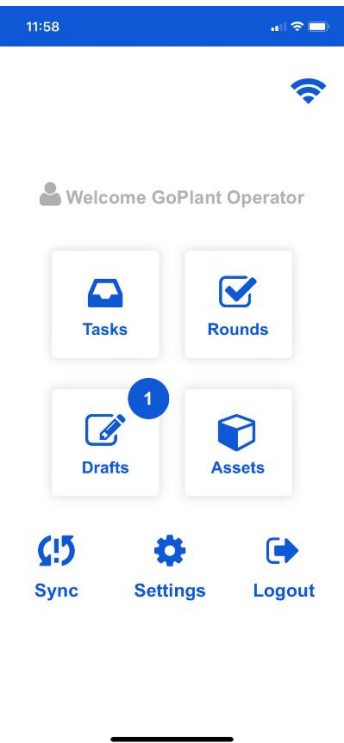 11:58
Welcome GoPlant Operator
Tasks
Rounds
1
Drafts
Assets
Sync
Settings
Logout